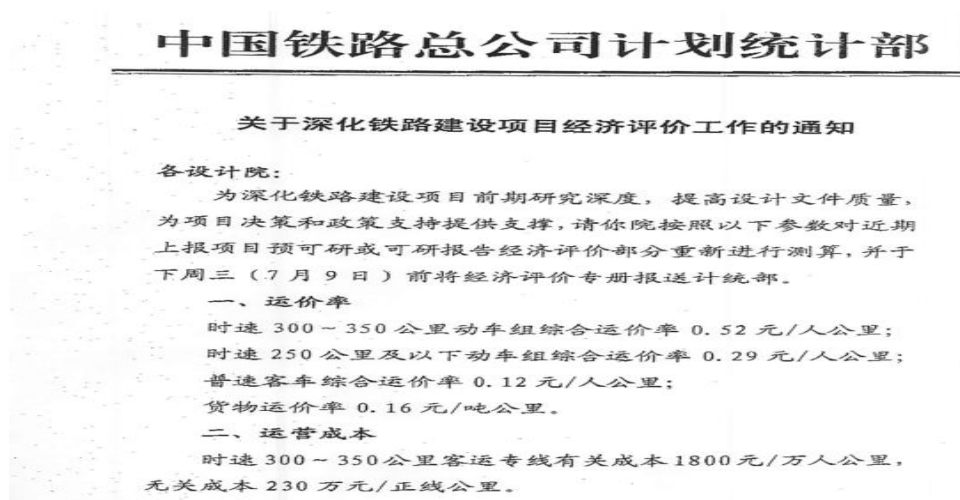 中国铁路总公司计划统计部
关于深化铁路建设项目经济评价工作的通知
各设计院:
为深化铁路建设项目前期研究深度，提高设计文件质量，
为项目决策和政策支持提供支撑,请你院按照以下参数对近期
上报项目预可研或可研报告经济评价部分重新进行测算,并于
下周三（7月9日）前将经济评价专册报送计统部。
一、运价率
时速300~350公里动车组综合运价率0.52元/人公里;
时速250公里及以下动车组综合运价率0.29元/人公里;
普速客车综合运价率0.12元/人公里;
货物运价率0.16元/吨公里。
二、运营成本
时速300~350公里客运专线有关成本1800元/万人公里，
无关成本230万元/正线公里。